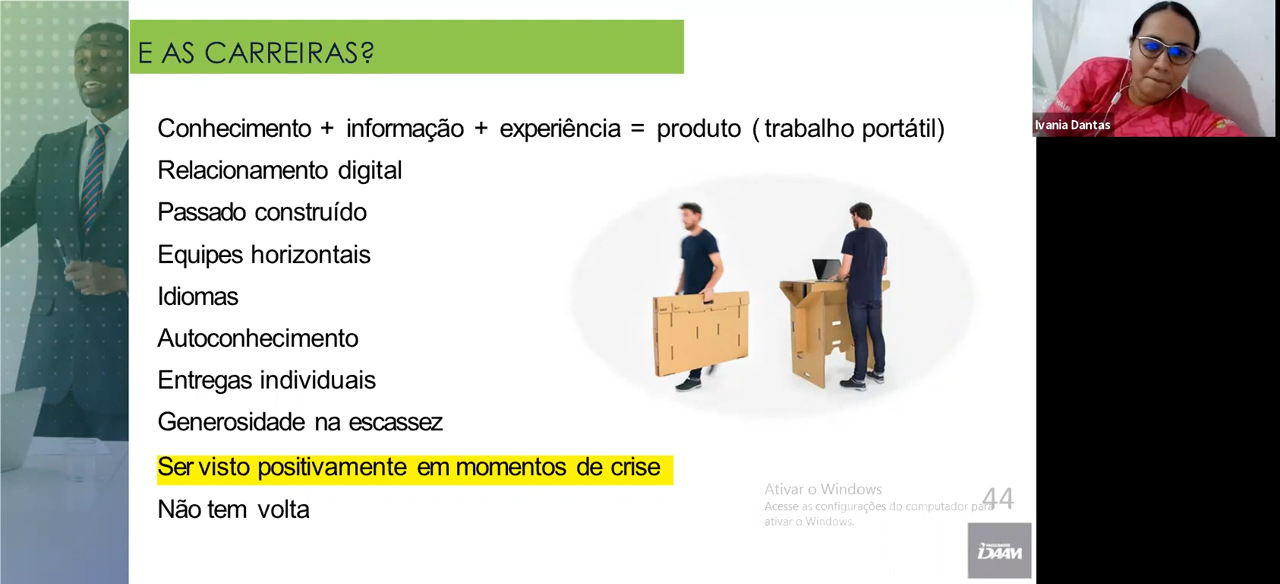 E AS CARREIRAS?
Conhecimento + informação + experiência = produto (trabalho portátil)
Relacionamento digital
Passado construído
Equipes horizontais
Idiomas
Autoconhecimento
Entregas individuais
Generosidade na escassez
Ser visto positivamente em momentos de crise
Não tem volta
Ivania Dantas
Ativar o Windows
Acesse as configurações do computador para
ativar o Windows.
44
IDAAM